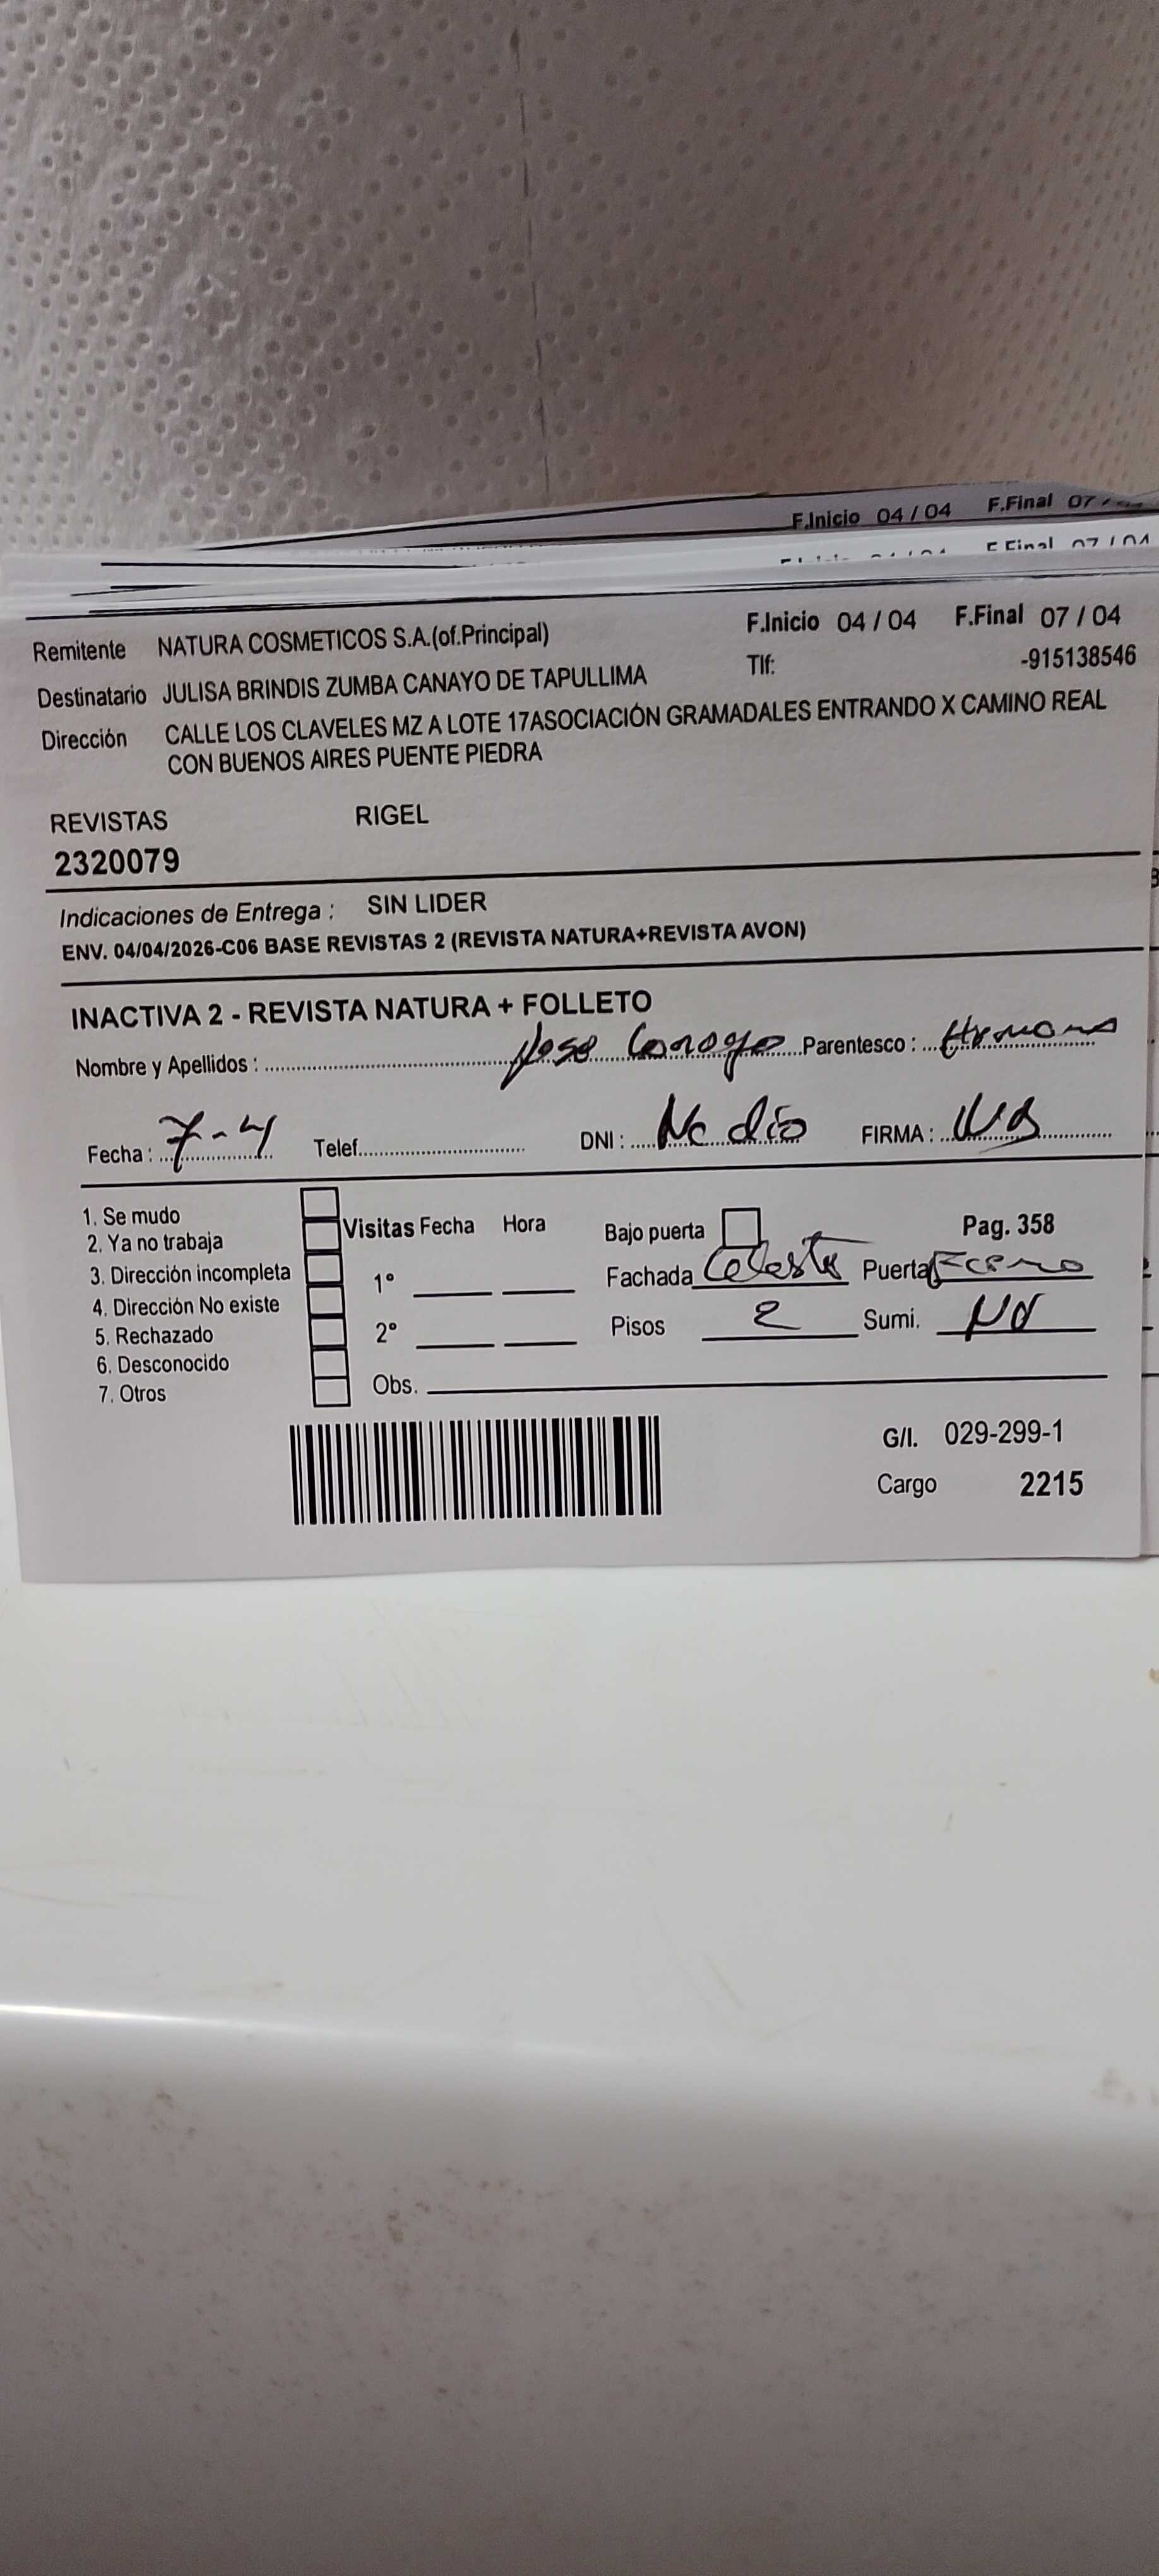 F.Inicio 04 / 04 F.Final 07
F.Final 07 / 04
Remitente NATURA COSMETICOS S.A.(of.Principal) F.Inicio 04 / 04 F.Final 07 / 04
Destinatario JULISA BRINDIS ZUMBA CANAYO DE TAPULLIMA Tlf: -915138546
Dirección CALLE LOS CLAVELES MZ A LOTE 17ASOCIACIÓN GRAMADALES ENTRANDO X CAMINO REAL
CON BUENOS AIRES PUENTE PIEDRA
REVISTAS RIGEL
2320079
Indicaciones de Entrega : SIN LIDER
ENV. 04/04/2026-C06 BASE REVISTAS 2 (REVISTA NATURA+REVISTA AVON)
INACTIVA 2 - REVISTA NATURA + FOLLETO
Nombre y Apellidos : Jose Canayo Parentesco : Hermano
Fecha : 7-4 Telef. DNI : No dio FIRMA :
1. Se mudo
2. Ya no trabaja Visitas Fecha Hora Bajo puerta Pag. 358
3. Dirección incompleta 1º Fachada Celeste Puerta
4. Dirección No existe
5. Rechazado 2º Pisos 2 Sumi. No
6. Desconocido
7. Otros Obs.
G/I. 029-299-1
Cargo 2215